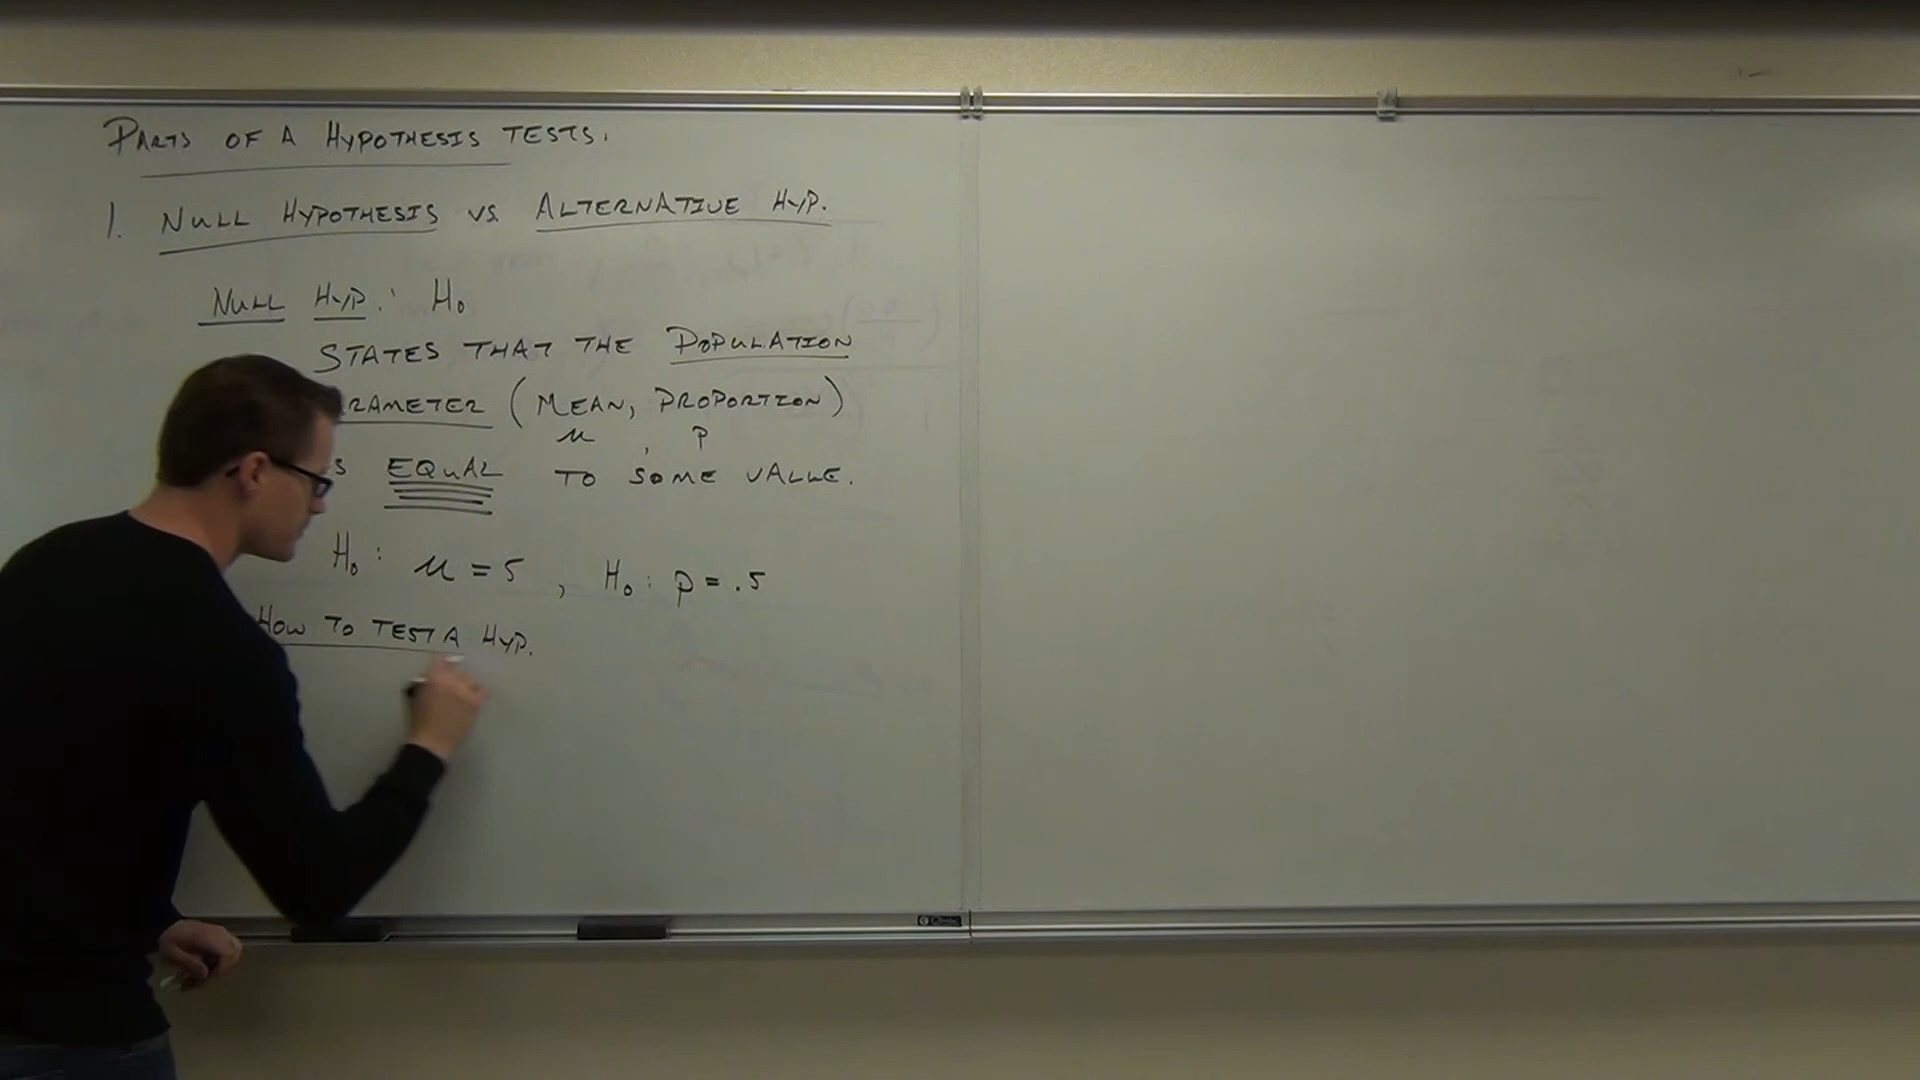 PARTS OF A HYPOTHESIS TESTS.
1. NULL HYPOTHESIS VS. ALTERNATIVE HYP.
NULL HYP.: H₀
STATES THAT THE POPULATION
RAMETER (MEAN, PROPORTION)
μ , p
S EQUAL TO SOME VALUE.
H₀: μ = 5 , H₀: p = .5
HOW TO TEST A HYP.